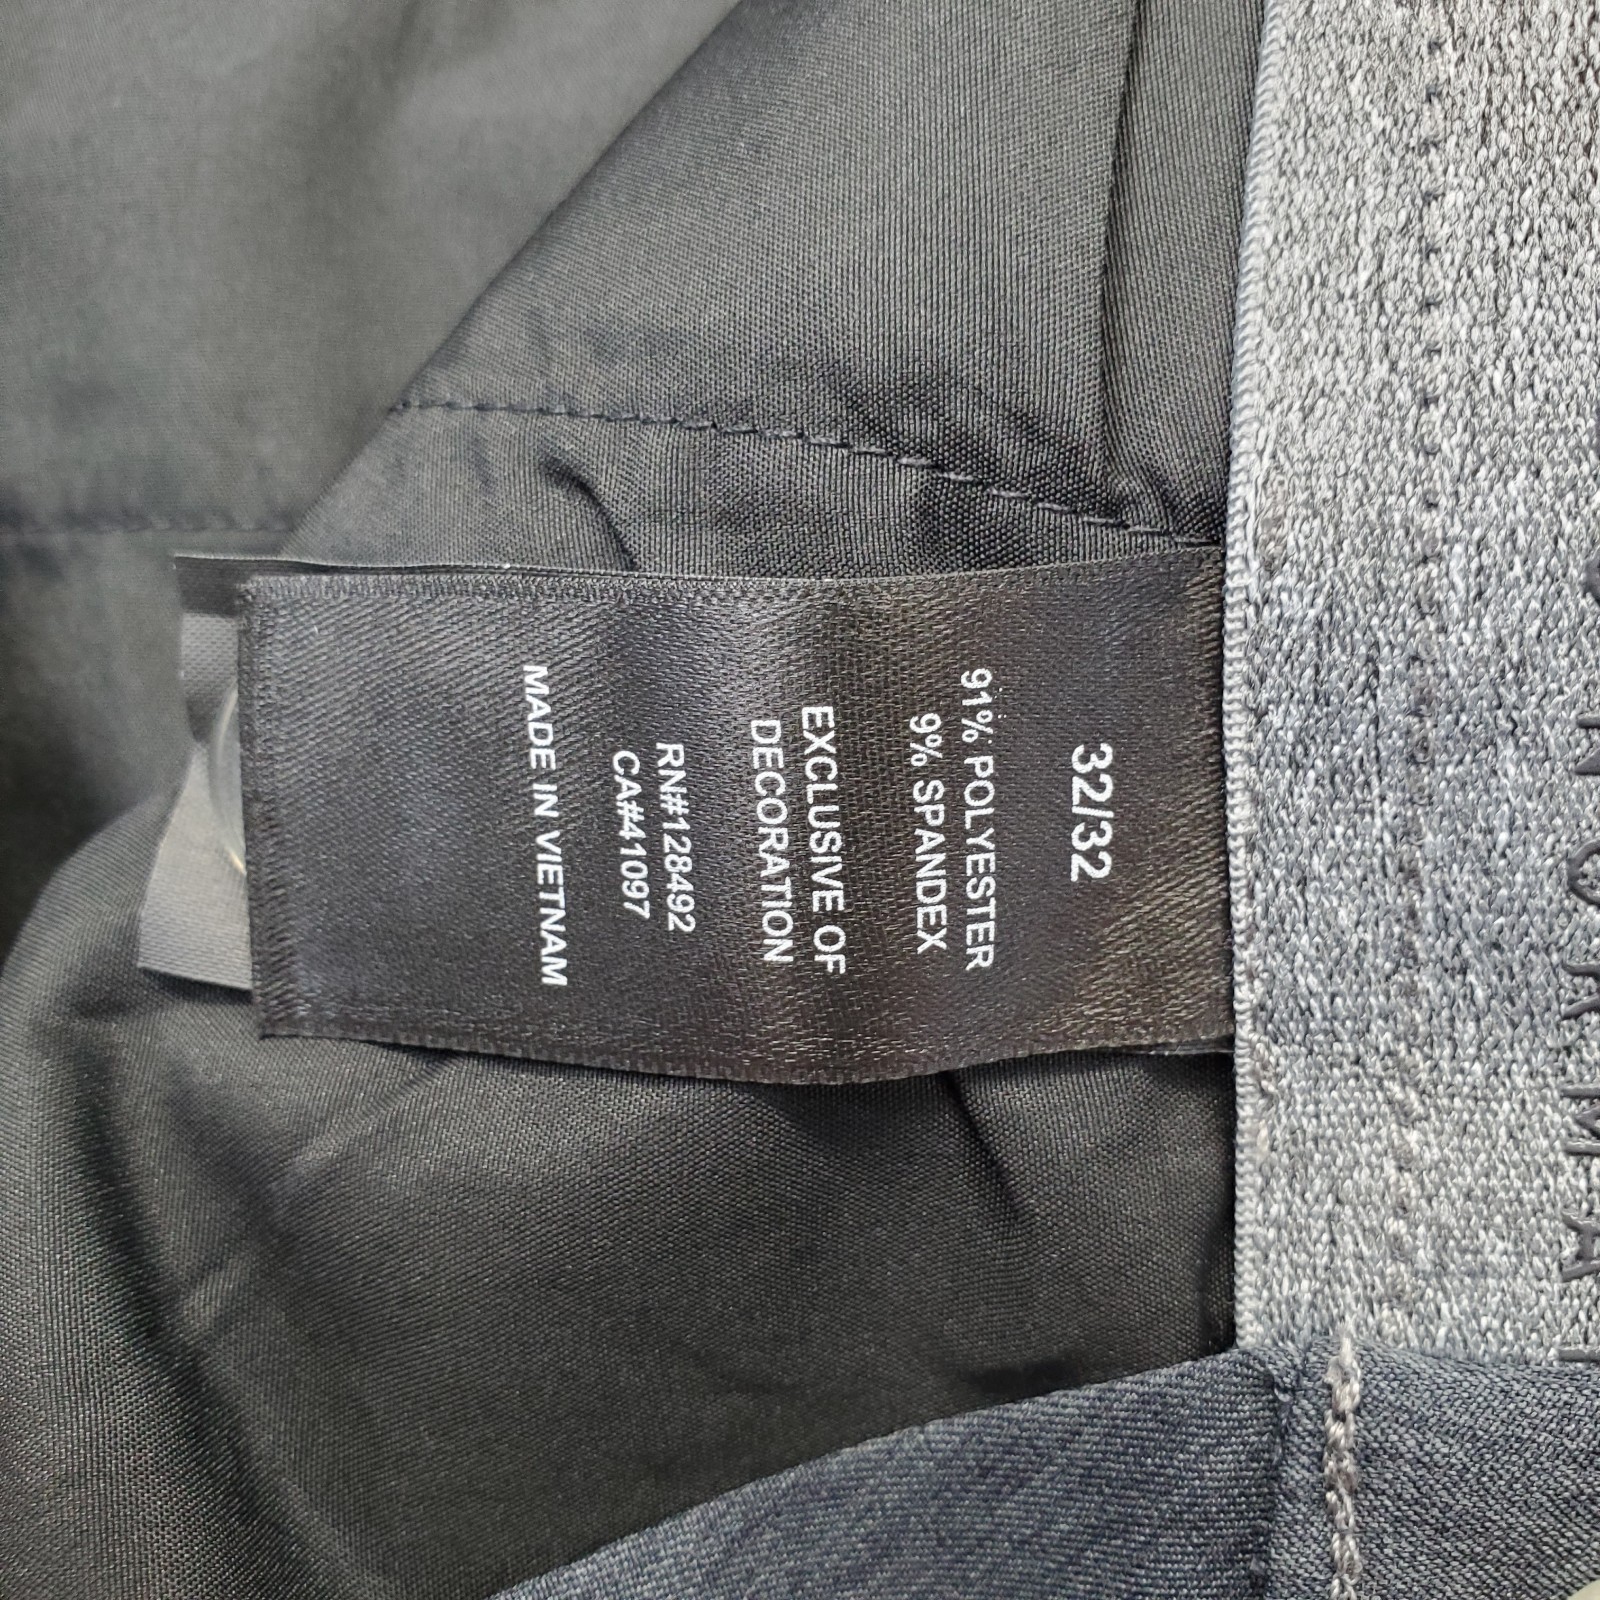 32/32
91% POLYESTER
9% SPANDEX
EXCLUSIVE OF
DECORATION
RN#128492
CA#41097
MADE IN VIETNAM